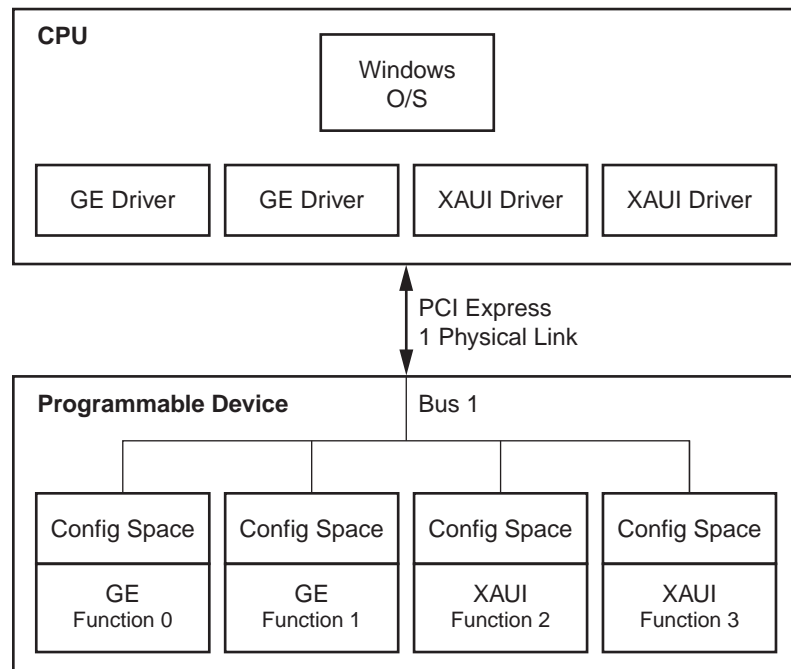 CPU
Windows
O/S
GE Driver
GE Driver
XAUI Driver
XAUI Driver
PCI Express
1 Physical Link
Programmable Device
Bus 1
Config Space
Config Space
Config Space
Config Space
GE
Function 0
GE
Function 1
XAUI
Function 2
XAUI
Function 3